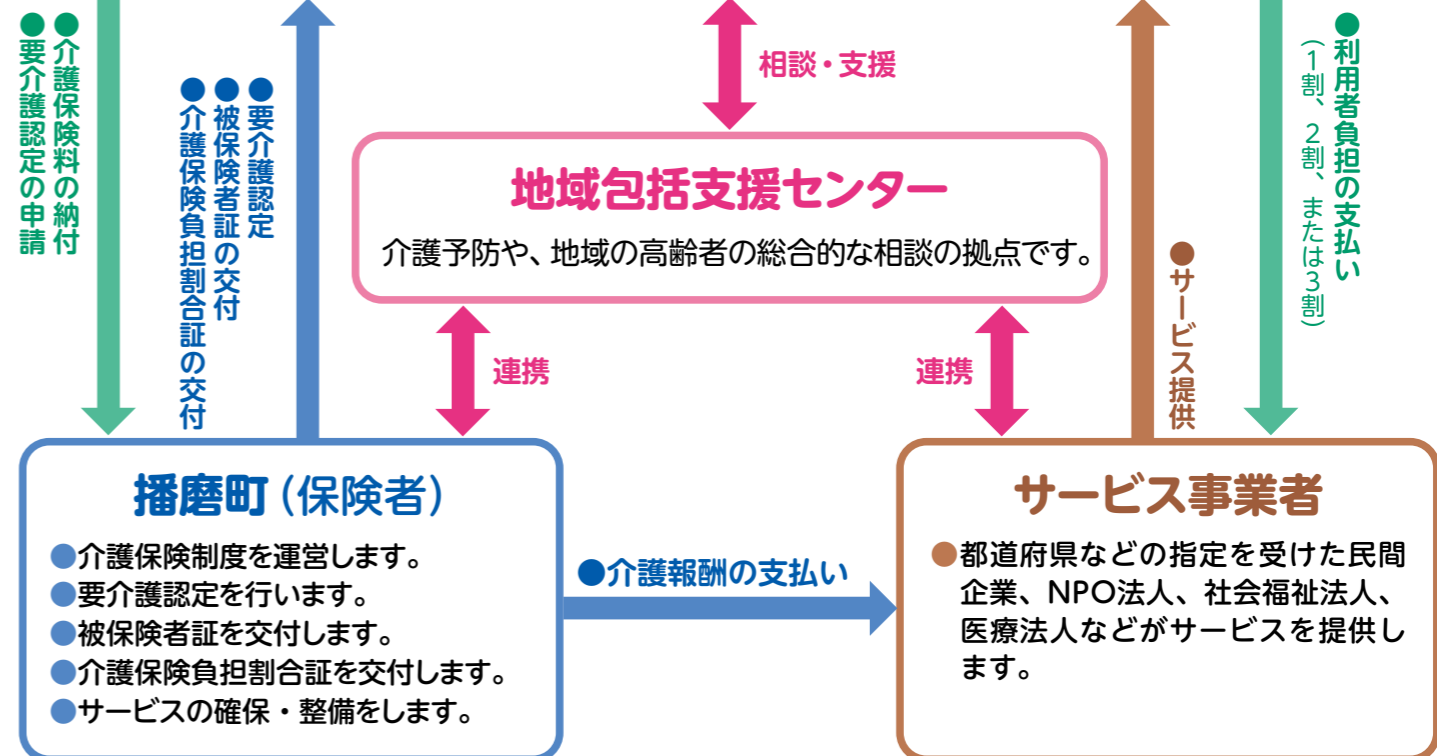 ●介護保険料の納付
●要介護認定の申請
●要介護認定
●被保険者証の交付
●介護保険負担割合証の交付
相談・支援
●利用者負担の支払い
（1割、2割、または3割）
地域包括支援センター
介護予防や、地域の高齢者の総合的な相談の拠点です。
●サービス提供
連携
連携
播磨町（保険者）
●介護保険制度を運営します。
●要介護認定を行います。
●被保険者証を交付します。
●介護保険負担割合証を交付します。
●サービスの確保・整備をします。
●介護報酬の支払い
サービス事業者
●都道府県などの指定を受けた民間
企業、NPO法人、社会福祉法人、
医療法人などがサービスを提供し
ます。